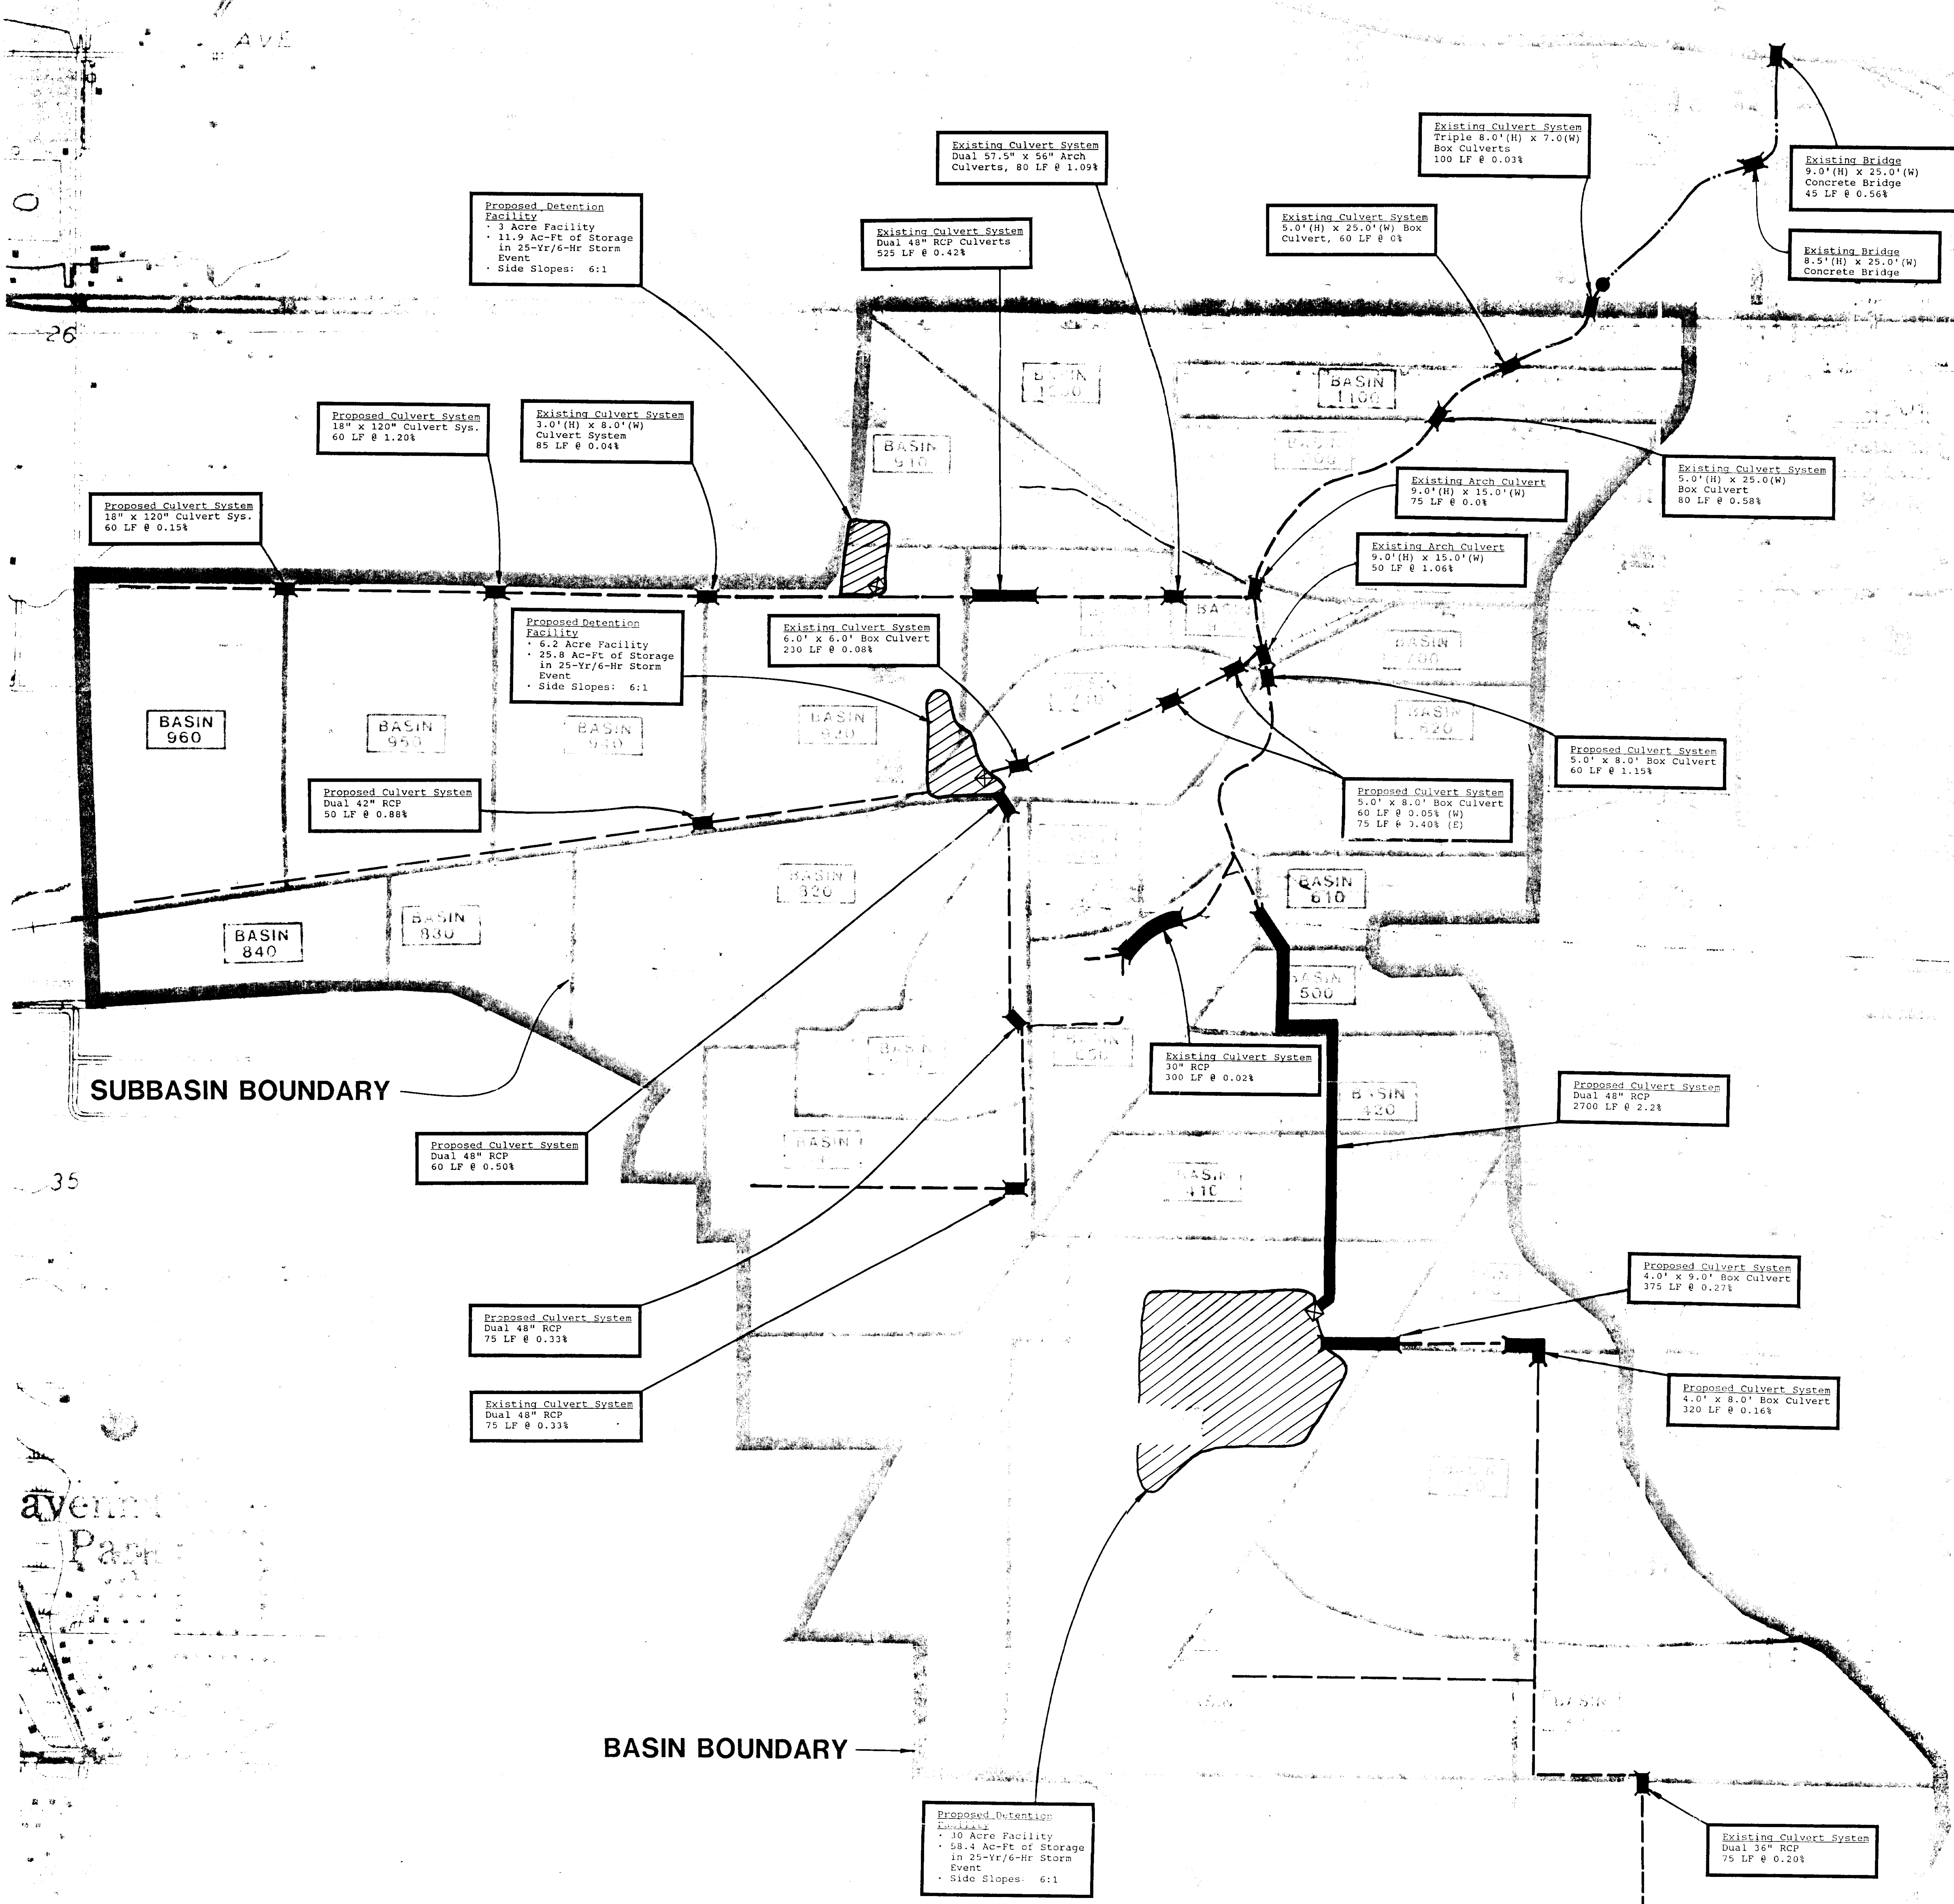 AVE
26
Existing Culvert System
Triple 8.0'(H) x 7.0(W)
Box Culverts
100 LF @ 0.03%
Existing Culvert System
Dual 57.5" x 56" Arch
Culverts, 80 LF @ 1.09%
Existing Bridge
9.0'(H) x 25.0'(W)
Concrete Bridge
45 LF @ 0.56%
Proposed Detention
Facility
· 3 Acre Facility
· 11.9 Ac-Ft of Storage
in 25-Yr/6-Hr Storm
Event
· Side Slopes: 6:1
Existing Culvert System
Dual 48" RCP Culverts
525 LF @ 0.42%
Existing Culvert System
5.0'(H) x 25.0'(W) Box
Culvert, 60 LF @ 0%
Existing Bridge
8.5'(H) x 25.0'(W)
Concrete Bridge
BASIN
1200
BASIN
1100
Proposed Culvert System
18" x 120" Culvert Sys.
60 LF @ 1.20%
Existing Culvert System
3.0'(H) x 8.0'(W)
Culvert System
85 LF @ 0.04%
BASIN
910
Existing Arch Culvert
9.0'(H) x 15.0'(W)
75 LF @ 0.0%
Existing Culvert System
5.0'(H) x 25.0(W)
Box Culvert
80 LF @ 0.58%
Proposed Culvert System
18" x 120" Culvert Sys.
60 LF @ 0.15%
Existing Arch Culvert
9.0'(H) x 15.0'(W)
50 LF @ 1.06%
Proposed Detention
Facility
· 6.2 Acre Facility
· 25.8 Ac-Ft of Storage
in 25-Yr/6-Hr Storm
Event
· Side Slopes: 6:1
Existing Culvert System
6.0' x 6.0' Box Culvert
230 LF @ 0.08%
BASIN
700
BASIN
960
BASIN
950
BASIN
940
BASIN
920
BASIN
620
Proposed Culvert System
5.0' x 8.0' Box Culvert
60 LF @ 1.15%
Proposed Culvert System
Dual 42" RCP
50 LF @ 0.88%
Proposed Culvert System
5.0' x 8.0' Box Culvert
60 LF @ 0.05% (W)
75 LF @ 0.40% (E)
BASIN
820
BASIN
610
BASIN
840
BASIN
830
BASIN
500
SUBBASIN BOUNDARY
Existing Culvert System
30" RCP
300 LF @ 0.02%
BASIN
420
Proposed Culvert System
Dual 48" RCP
2700 LF @ 2.2%
Proposed Culvert System
Dual 48" RCP
60 LF @ 0.50%
BASIN
35
BASIN
410
Proposed Culvert System
4.0' x 9.0' Box Culvert
375 LF @ 0.27%
Proposed Culvert System
Dual 48" RCP
75 LF @ 0.33%
Existing Culvert System
Dual 48" RCP
75 LF @ 0.33%
Proposed Culvert System
4.0' x 8.0' Box Culvert
320 LF @ 0.16%
BASIN BOUNDARY
Proposed Detention
Facility
· 30 Acre Facility
· 58.4 Ac-Ft of Storage
in 25-Yr/6-Hr Storm
Event
· Side Slopes: 6:1
Existing Culvert System
Dual 36" RCP
75 LF @ 0.20%